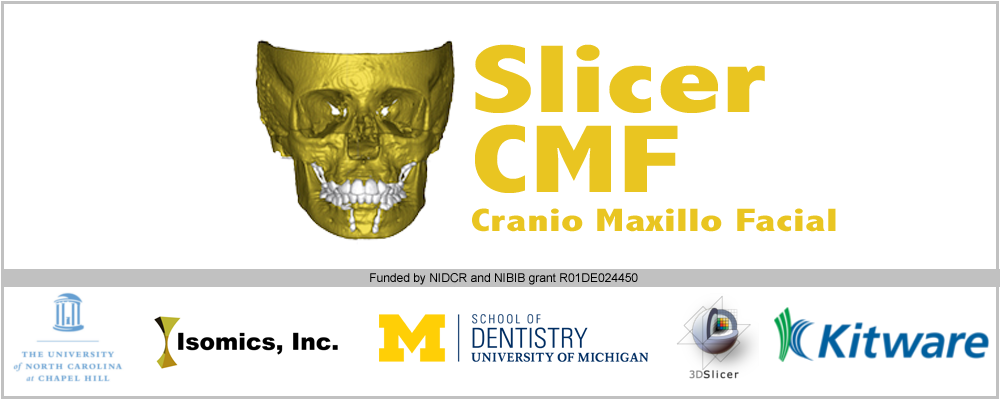 Slicer
CMF
Cranio Maxillo Facial
Funded by NIDCR and NIBIB grant R01DE024450
THE UNIVERSITY
of NORTH CAROLINA
at CHAPEL HILL
Isomics, Inc.
M
SCHOOL OF
DENTISTRY
UNIVERSITY OF MICHIGAN
3DSlicer
Kitware